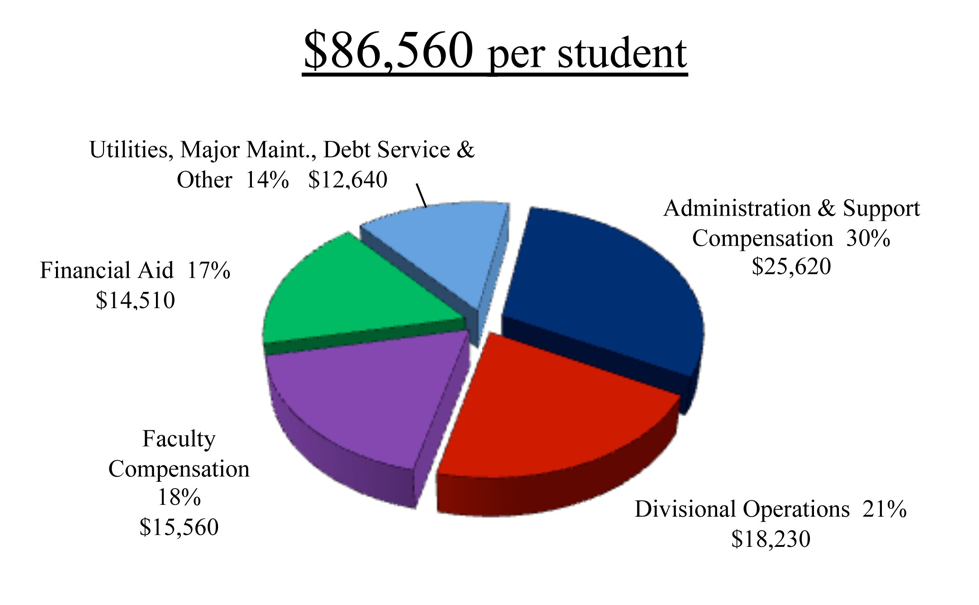 $86,560 per student
Utilities, Major Maint., Debt Service &
Other 14% $12,640
Administration & Support
Compensation 30%
$25,620
Financial Aid 17%
$14,510
Faculty
Compensation
18%
$15,560
Divisional Operations 21%
$18,230